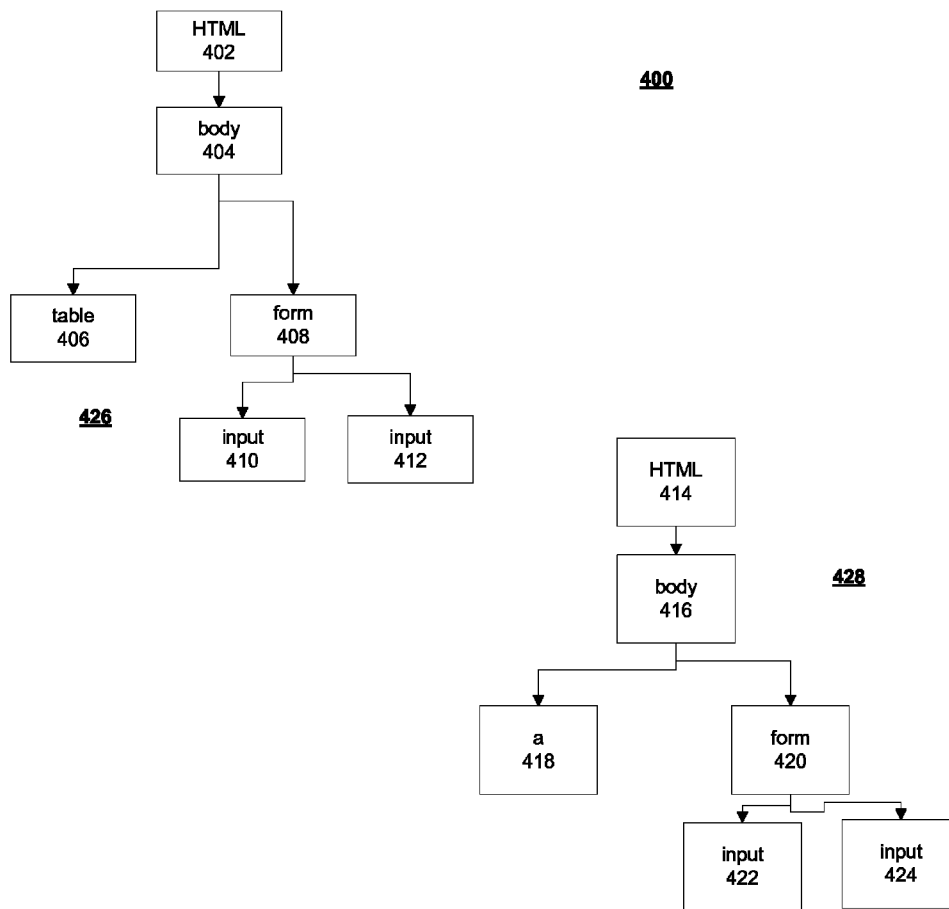 HTML
402
400
body
404
table
406
form
408
426
input
410
input
412
HTML
414
body
416
428
a
418
form
420
input
422
input
424